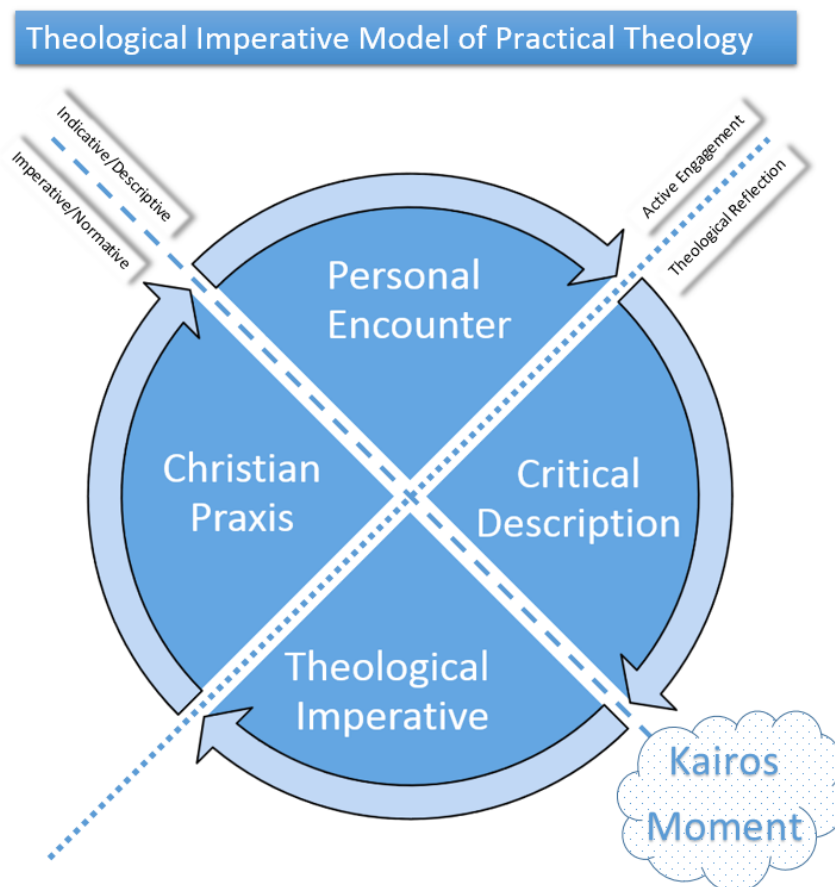 Theological Imperative Model of Practical Theology
Indicative/Descriptive
Imperative/Normative
Active Engagement
Theological Reflection
Personal
Encounter
Christian
Praxis
Critical
Description
Theological
Imperative
Kairos
Moment